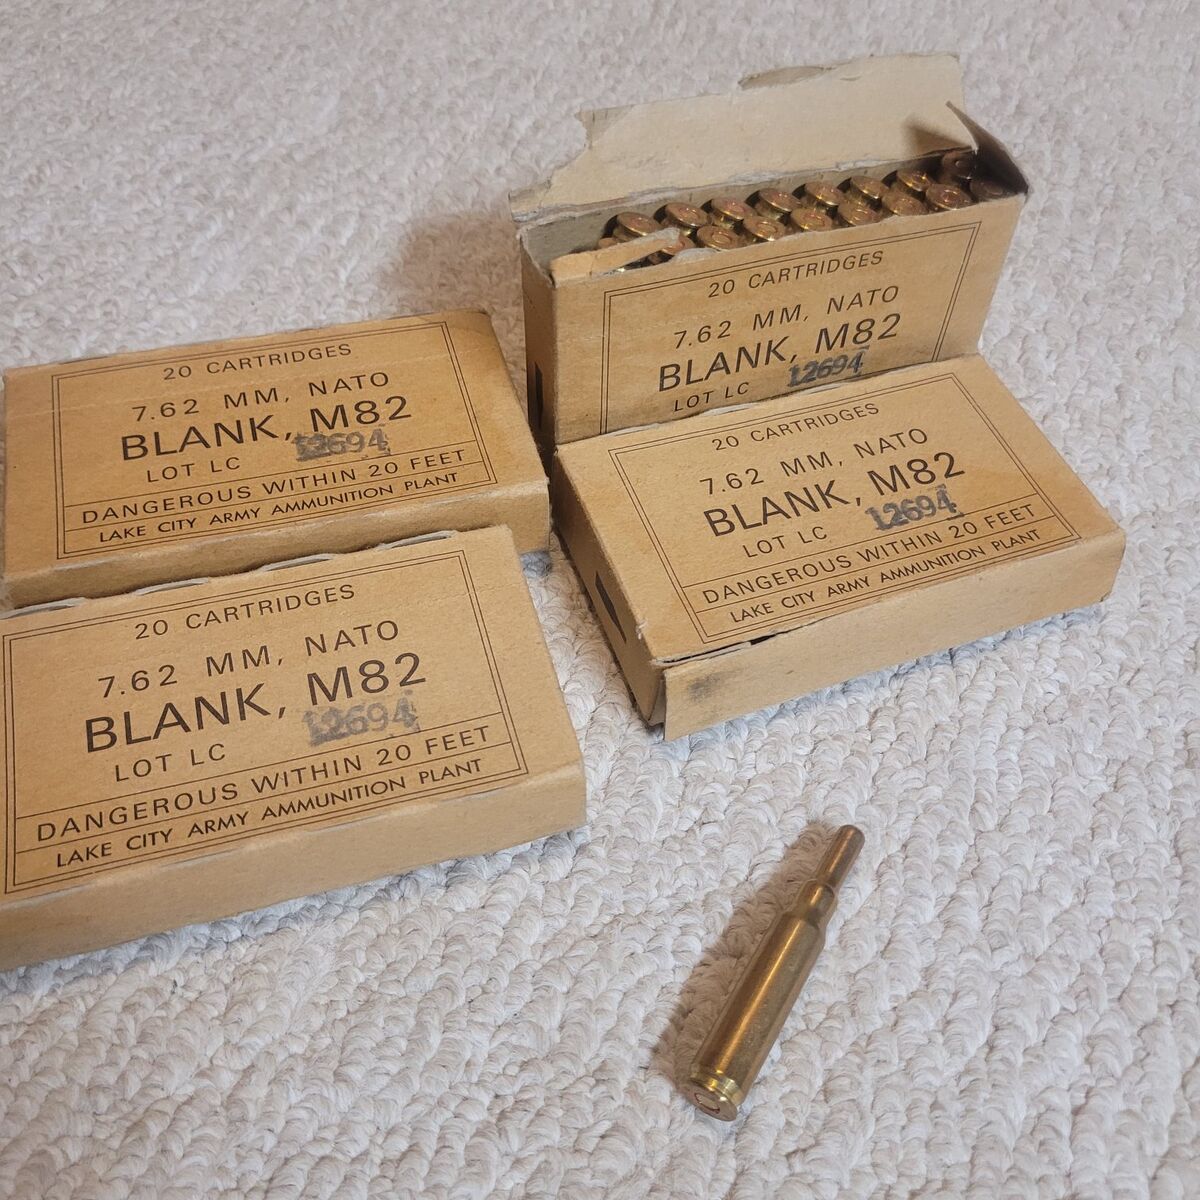 20 CARTRIDGES
7.62 MM, NATO
BLANK, M82
LOT LC 12694
20 CARTRIDGES
7.62 MM, NATO
BLANK, M82
LOT LC 12694
DANGEROUS WITHIN 20 FEET
LAKE CITY ARMY AMMUNITION PLANT
20 CARTRIDGES
7.62 MM, NATO
BLANK, M82
LOT LC 12694
DANGEROUS WITHIN 20 FEET
LAKE CITY ARMY AMMUNITION PLANT
20 CARTRIDGES
7.62 MM, NATO
BLANK, M82
LOT LC 12694
DANGEROUS WITHIN 20 FEET
LAKE CITY ARMY AMMUNITION PLANT